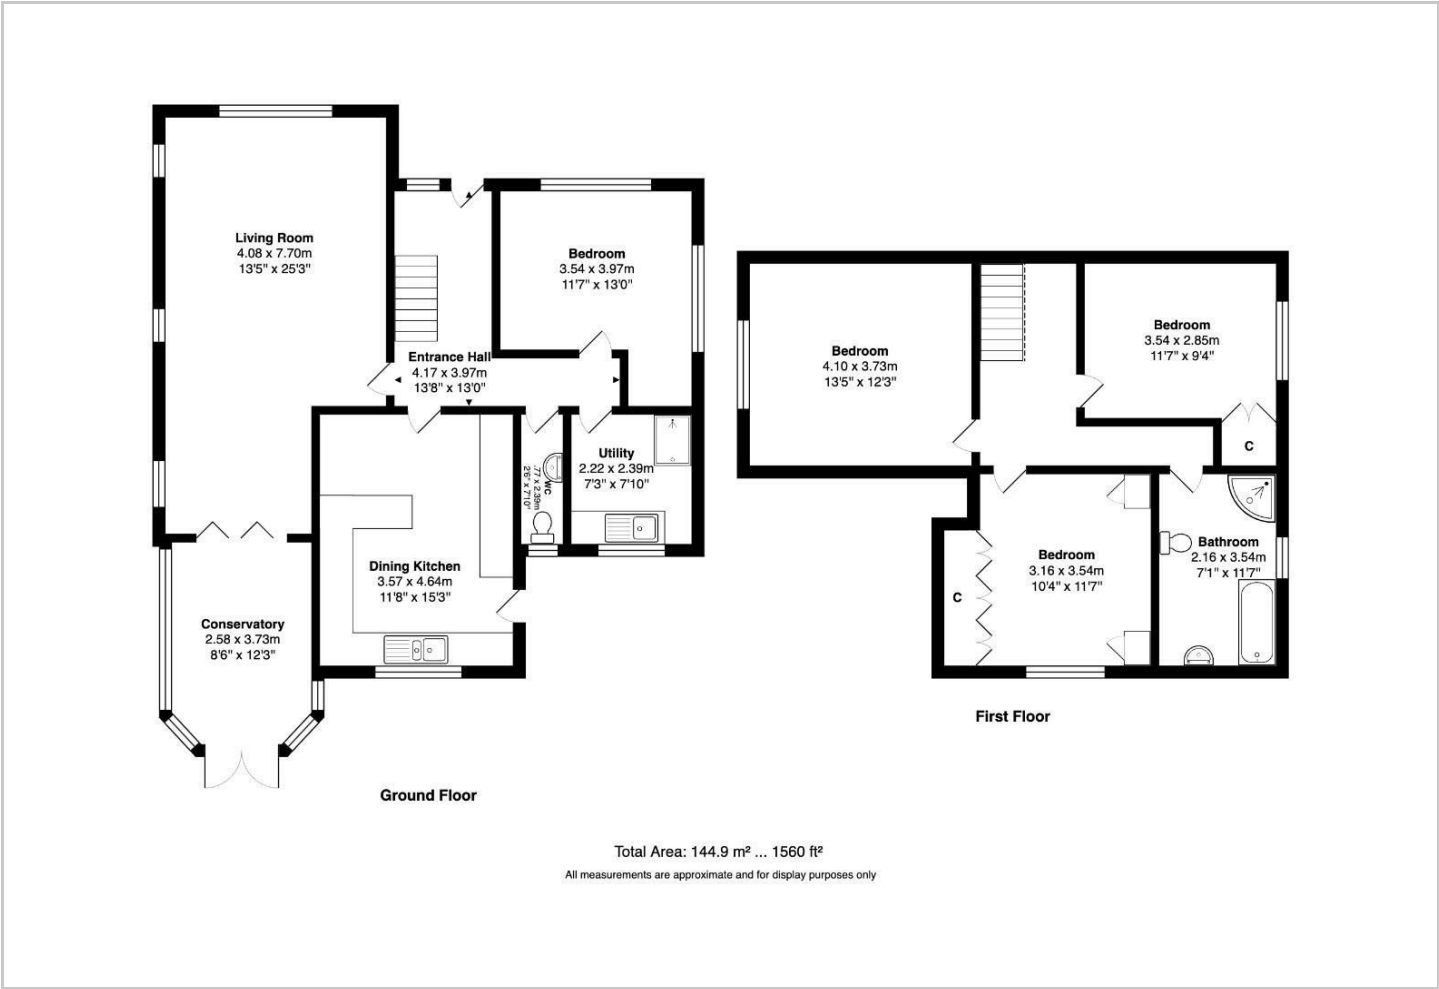 Living Room
4.08 x 7.70m
13'5" x 25'3"
Bedroom
3.54 x 3.97m
11'7" x 13'0"
Entrance Hall
4.17 x 3.97m
13'8" x 13'0"
Utility
2.22 x 2.39m
7'3" x 7'10"
WC
.77 x 2.39m
2'6" x 7'10"
Dining Kitchen
3.57 x 4.64m
11'8" x 15'3"
Conservatory
2.58 x 3.73m
8'6" x 12'3"
Ground Floor
Bedroom
4.10 x 3.73m
13'5" x 12'3"
Bedroom
3.54 x 2.85m
11'7" x 9'4"
C
Bedroom
3.16 x 3.54m
10'4" x 11'7"
C
Bathroom
2.16 x 3.54m
7'1" x 11'7"
First Floor
Total Area: 144.9 m² ... 1560 ft²
All measurements are approximate and for display purposes only